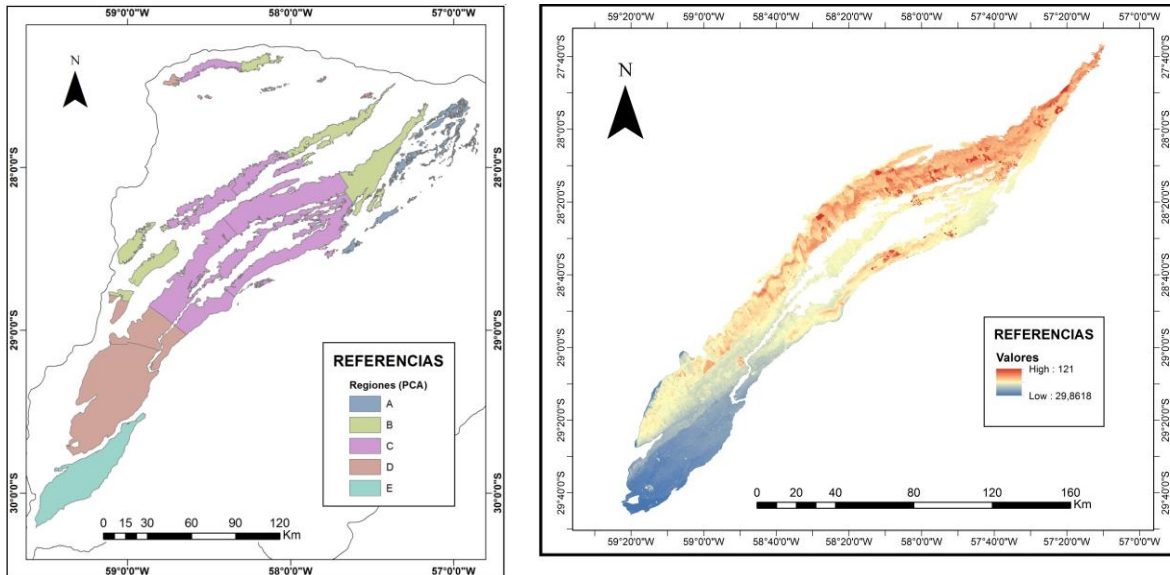 59°0'0"O 58°0'0"O 57°0'0"O
N
28°0'0"S 28°0'0"S
29°0'0"S 29°0'0"S
30°0'0"S 30°0'0"S
REFERENCIAS
Regiones (PCA)
A
B
C
D
E
0 15 30 60 90 120
Km
59°0'0"O 58°0'0"O 57°0'0"O
59°20'0"S 59°0'0"S 58°40'0"S 58°20'0"S 58°0'0"S 57°40'0"S 57°20'0"S 57°0'0"S
N
27°40'0"S 27°40'0"S
28°0'0"S 28°0'0"S
28°20'0"S 28°20'0"S
28°40'0"S 28°40'0"S
29°0'0"S 29°0'0"S
29°20'0"S 29°20'0"S
29°40'0"S 29°40'0"S
REFERENCIAS
Valores
High : 121
Low : 29,8618
0 20 40 80 120 160
Km
59°20'0"S 59°0'0"S 58°40'0"S 58°20'0"S 58°0'0"S 57°40'0"S 57°20'0"S 57°0'0"S